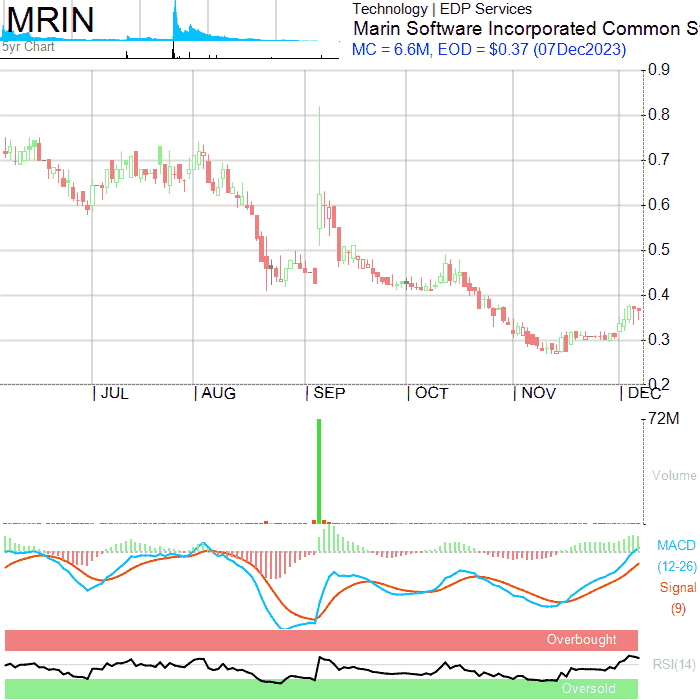 MRIN
5yr Chart
Technology | EDP Services
Marin Software Incorporated Common S
MC = 6.6M, EOD = $0.37 (07Dec2023)
0.9
0.8
0.7
0.6
0.5
0.4
0.3
0.2
JUL AUG SEP OCT NOV DEC
72M
Volume
MACD
(12-26)
Signal
(9)
Overbought
RSI(14)
Oversold